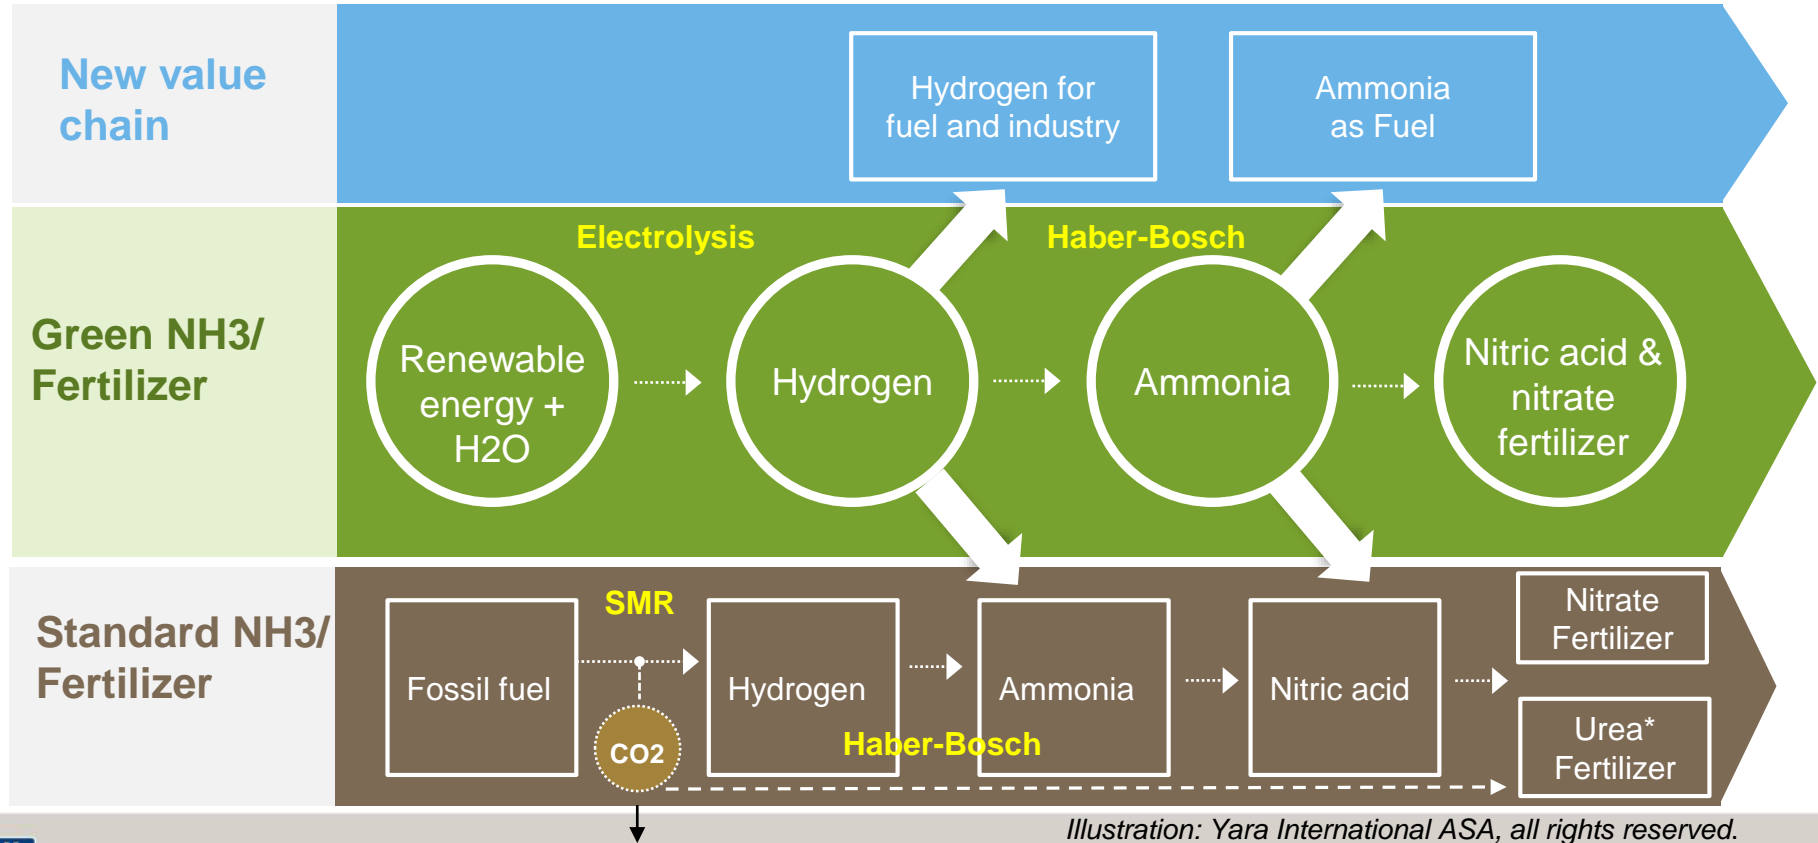 New value
chain
Hydrogen for
fuel and industry
Ammonia
as Fuel
Green NH3/
Fertilizer
Electrolysis
Haber-Bosch
Renewable
energy +
H2O
Hydrogen
Ammonia
Nitric acid &
nitrate
fertilizer
Standard NH3/
Fertilizer
SMR
Fossil fuel
CO2
Hydrogen
Haber-Bosch
Ammonia
Nitric acid
Nitrate
Fertilizer
Urea*
Fertilizer
Illustration: Yara International ASA, all rights reserved.